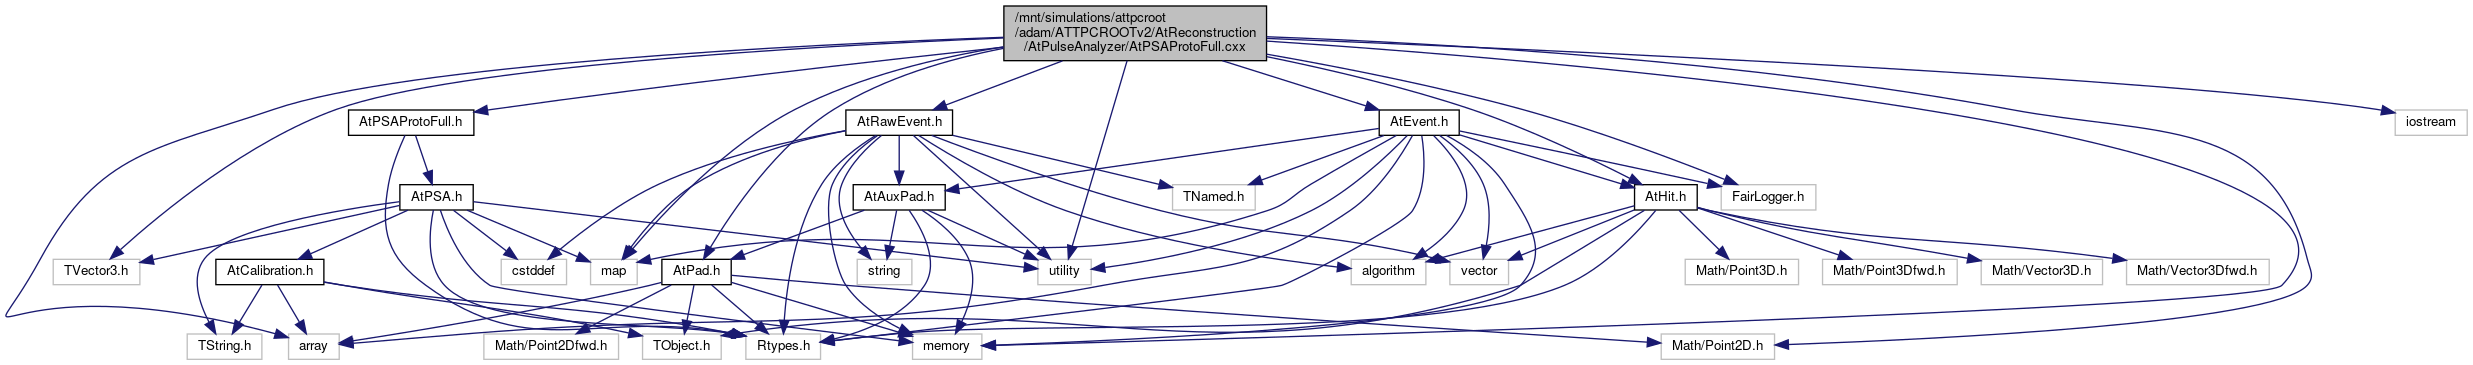 /mnt/simulations/attpcroot
/adam/ATTPCROOTv2/AtReconstruction
/AtPulseAnalyzer/AtPSAProtoFull.cxx
AtPSAProtoFull.h
AtRawEvent.h
AtEvent.h
iostream
AtPSA.h
AtAuxPad.h
TNamed.h
AtHit.h
FairLogger.h
TVector3.h
AtCalibration.h
cstddef
map
AtPad.h
string
utility
algorithm
vector
Math/Point3D.h
Math/Point3Dfwd.h
Math/Vector3D.h
Math/Vector3Dfwd.h
TString.h
array
Math/Point2Dfwd.h
TObject.h
Rtypes.h
memory
Math/Point2D.h